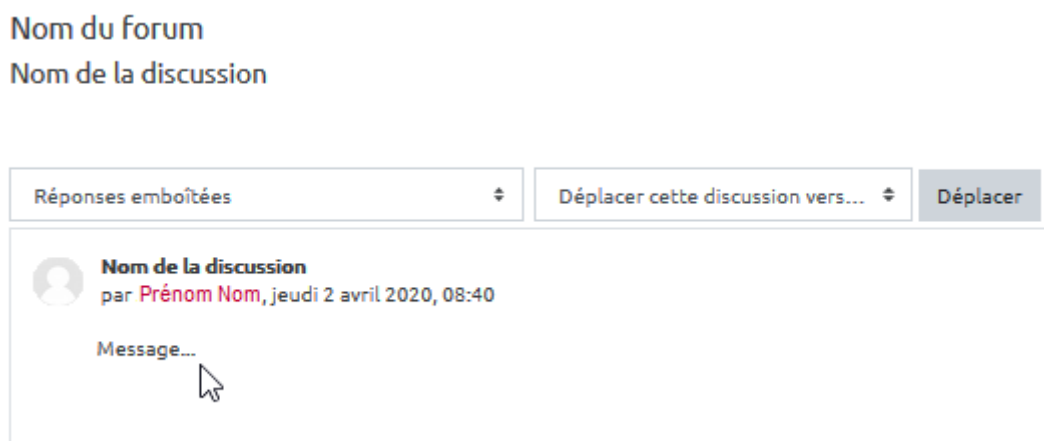 Nom du forum
Nom de la discussion
Réponses emboîtées
Déplacer cette discussion vers...
Déplacer
Nom de la discussion
par Prénom Nom, jeudi 2 avril 2020, 08:40
Message...